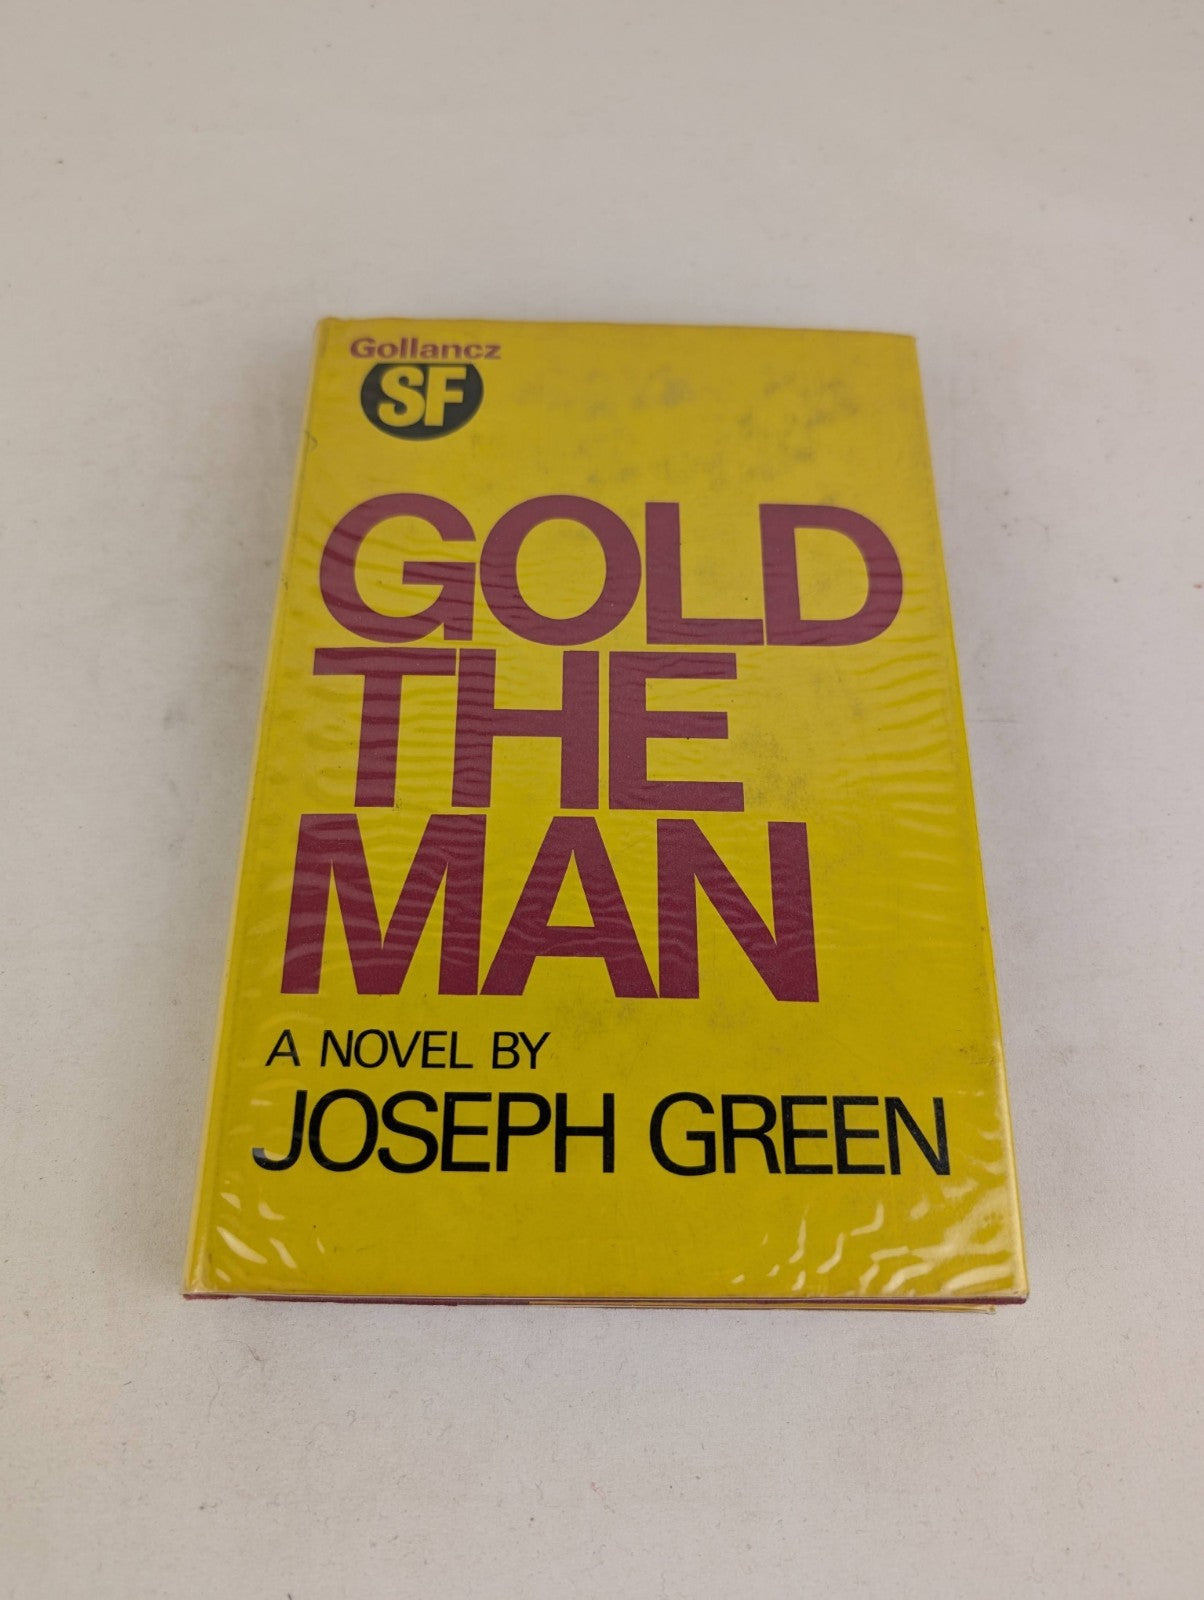 Gollancz
SF
GOLD
THE
MAN
A NOVEL BY
JOSEPH GREEN